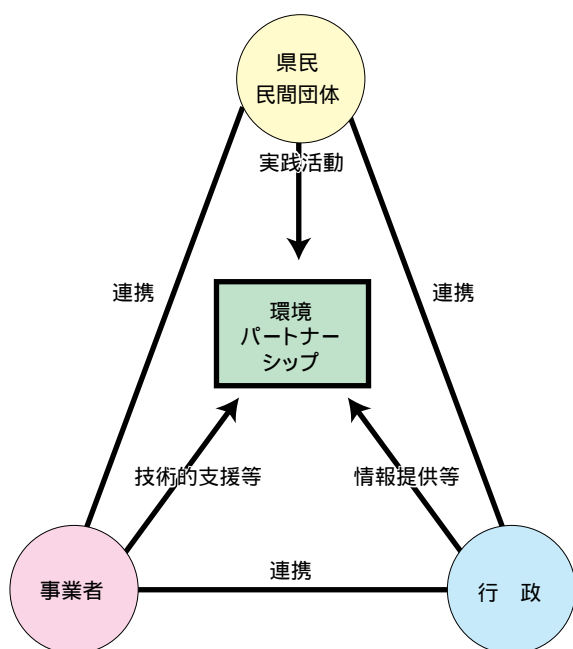 県民
民間団体
実践活動
連携
連携
環境
パートナー
シップ
技術的支援等
情報提供等
事業者
連携
行　政